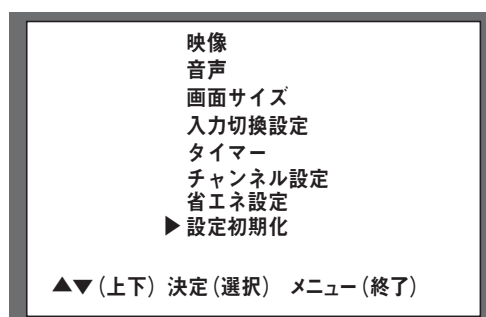 映像
音声
画面サイズ
入力切換設定
タイマー
チャンネル設定
省エネ設定
▶設定初期化
▲▼(上下) 決定(選択) メニュー(終了)